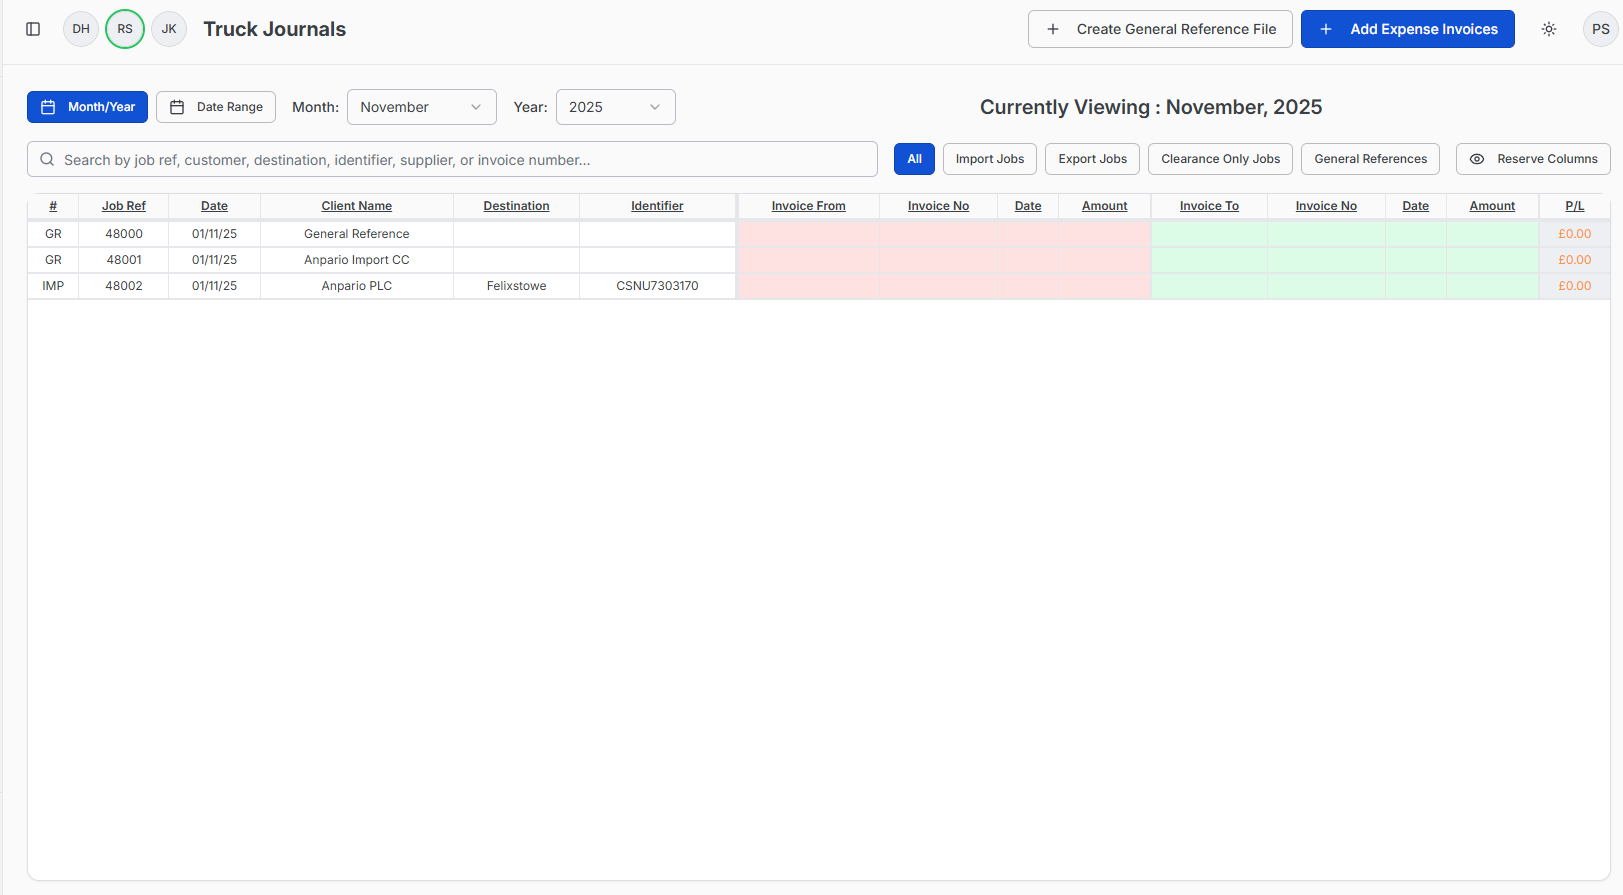 DH RS JK Truck Journals Create General Reference File Add Expense Invoices PS
Month/Year Date Range Month: November Year: 2025 Currently Viewing : November, 2025
Search by job ref, customer, destination, identifier, supplier, or invoice number... All Import Jobs Export Jobs Clearance Only Jobs General References Reserve Columns
# Job Ref Date Client Name Destination Identifier Invoice From Invoice No Date Amount Invoice To Invoice No Date Amount P/L
GR 48000 01/11/25 General Reference £0.00
GR 48001 01/11/25 Anpario Import CC £0.00
IMP 48002 01/11/25 Anpario PLC Felixstowe CSNU7303170 £0.00